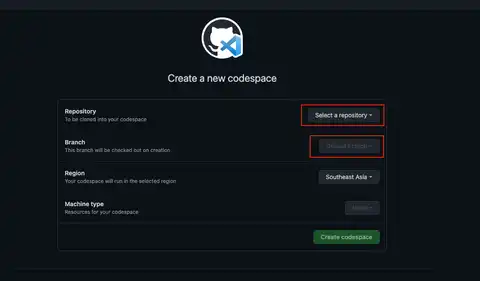 Create a new codespace
Repository
To be cloned into your codespace
Select a repository
Branch
This branch will be checked out on creation
Region
Your codespace will run in the selected region
Southeast Asia
Machine type
Resources for your codespace
Create codespace